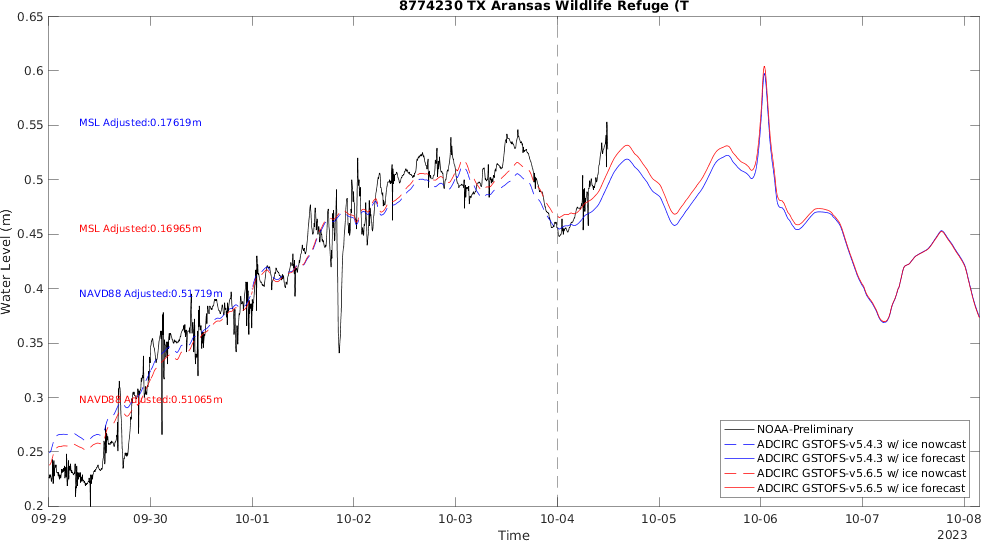 8774230 TX Aransas Wildlife Refuge (T
0.65
0.6
0.55
0.5
0.45
0.4
0.35
0.3
0.25
0.2
Water Level (m)
MSL Adjusted:0.17619m
MSL Adjusted:0.16965m
NAVD88 Adjusted:0.51719m
NAVD88 Adjusted:0.51065m
NOAA-Preliminary
ADCIRC GSTOFS-v5.4.3 w/ ice nowcast
ADCIRC GSTOFS-v5.4.3 w/ ice forecast
ADCIRC GSTOFS-v5.6.5 w/ ice nowcast
ADCIRC GSTOFS-v5.6.5 w/ ice forecast
09-29 09-30 10-01 10-02 10-03 10-04 10-05 10-06 10-07 10-08
Time
2023